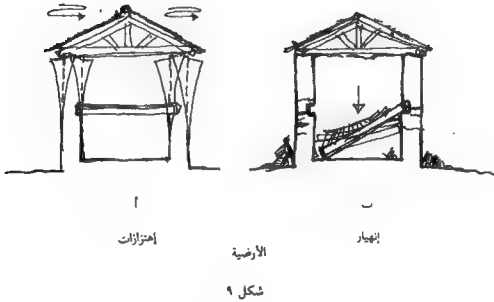 أ
ب
إهتزازات
إنهيار
الأرضية
شكل ٩